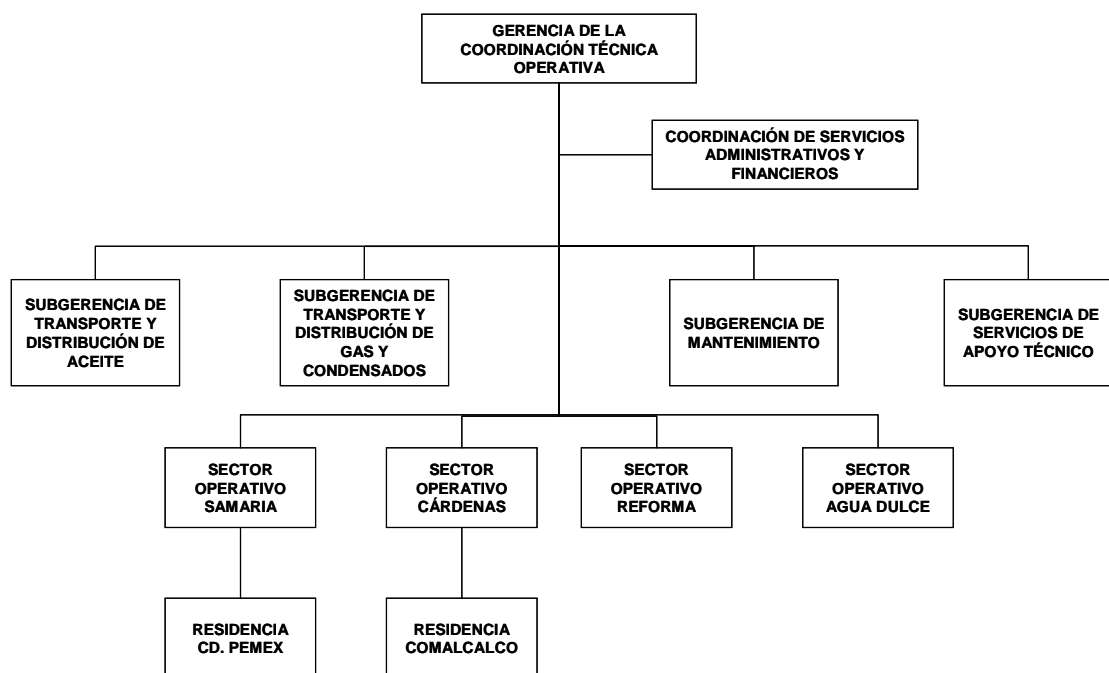 GERENCIA DE LA
COORDINACIÓN TÉCNICA
OPERATIVA
COORDINACIÓN DE SERVICIOS
ADMINISTRATIVOS Y
FINANCIEROS
SUBGERENCIA DE
TRANSPORTE Y
DISTRIBUCIÓN DE
ACEITE
SUBGERENCIA DE
TRANSPORTE Y
DISTRIBUCIÓN DE
GAS Y
CONDENSADOS
SUBGERENCIA DE
MANTENIMIENTO
SUBGERENCIA DE
SERVICIOS DE
APOYO TÉCNICO
SECTOR
OPERATIVO
SAMARIA
SECTOR
OPERATIVO
CÁRDENAS
SECTOR
OPERATIVO
REFORMA
SECTOR
OPERATIVO
AGUA DULCE
RESIDENCIA
CD. PEMEX
RESIDENCIA
COMALCALCO